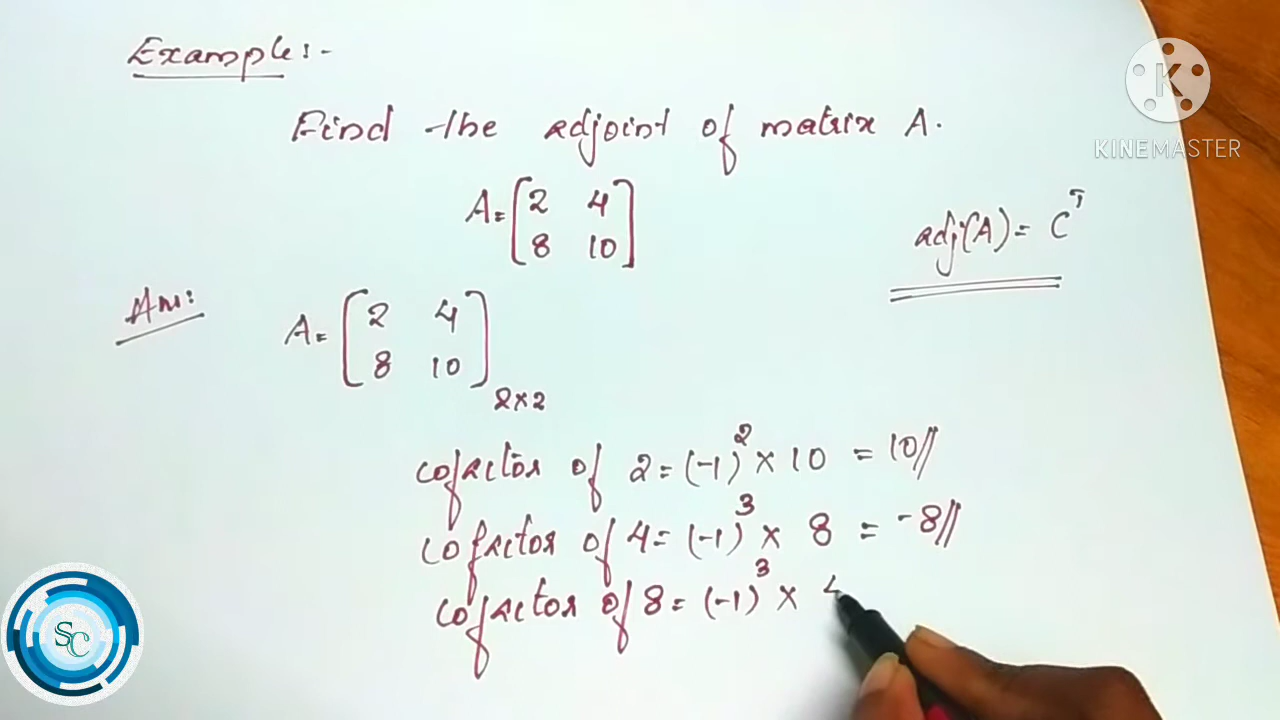 Example:-
KINEMASTER
Find the adjoint of matrix A.
A= [2 4
8 10]
adj(A) = C^T
Ans:
A= [2 4
8 10] 2×2
cofactor of 2 = (-1)^2 × 10 = 10//
cofactor of 4 = (-1)^3 × 8 = -8//
cofactor of 8 = (-1)^3 × 4
SC